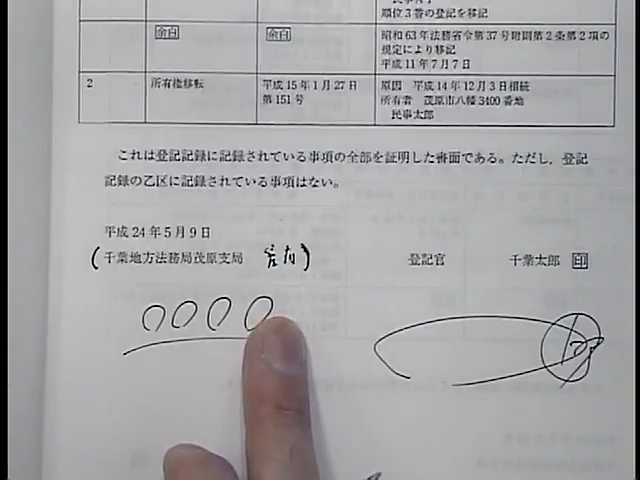 順位3番の登記を移記
余白 余白 昭和63年法務省令第37号附則第2条第2項の
規定により移記
平成11年7月7日
2 所有権移転 平成15年1月27日 原因 平成14年12月3日相続
第151号 所有者 茂原市八幡3400番地
民事太郎
これは登記記録に記録されている事項の全部を証明した書面である。ただし、登記
記録の乙区に記録されている事項はない。
平成24年5月9日
(千葉地方法務局茂原支局 管轄) 登記官 千葉太郎 印
〇〇〇〇